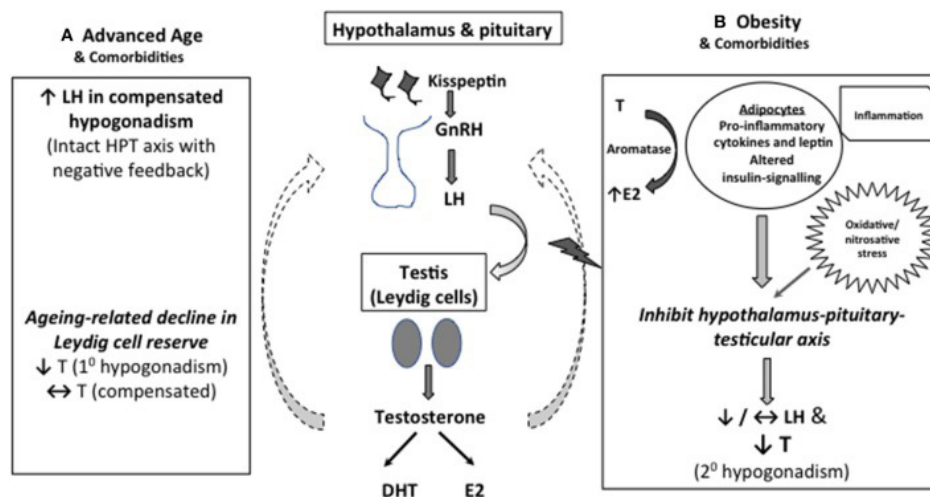 A Advanced Age
& Comorbidities
↑ LH in compensated
hypogonadism
(Intact HPT axis with
negative feedback)
Ageing-related decline in
Leydig cell reserve
↓ T (1⁰ hypogonadism)
↔ T (compensated)
Hypothalamus & pituitary
Kisspeptin
GnRH
LH
Testis
(Leydig cells)
Testosterone
DHT E2
B Obesity
& Comorbidities
T
Aromatase
↑E2
Adipocytes
Pro-inflammatory
cytokines and leptin
Altered
insulin-signalling
Inflammation
Oxidative/
nitrosative
stress
Inhibit hypothalamus-pituitary-
testicular axis
↓ / ↔ LH &
↓ T
(2⁰ hypogonadism)